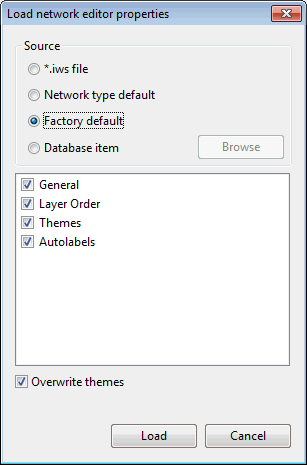 Load network editor properties
Source
*.iws file
Network type default
Factory default
Database item
Browse
General
Layer Order
Themes
Autolabels
Overwrite themes
Load
Cancel